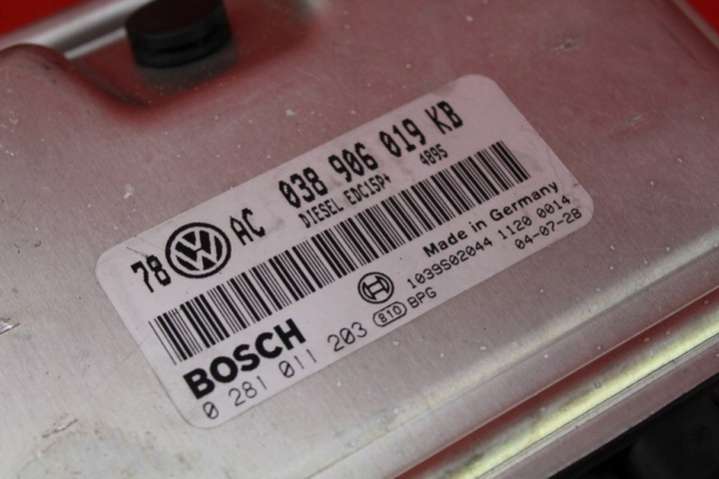 78 VW AC 038 906 019 KB
DIESEL EDC15P+ 4895
Made in Germany
BOSCH
1039S02044 1120 0014
0 281 011 203 810 BPG 04-07-28